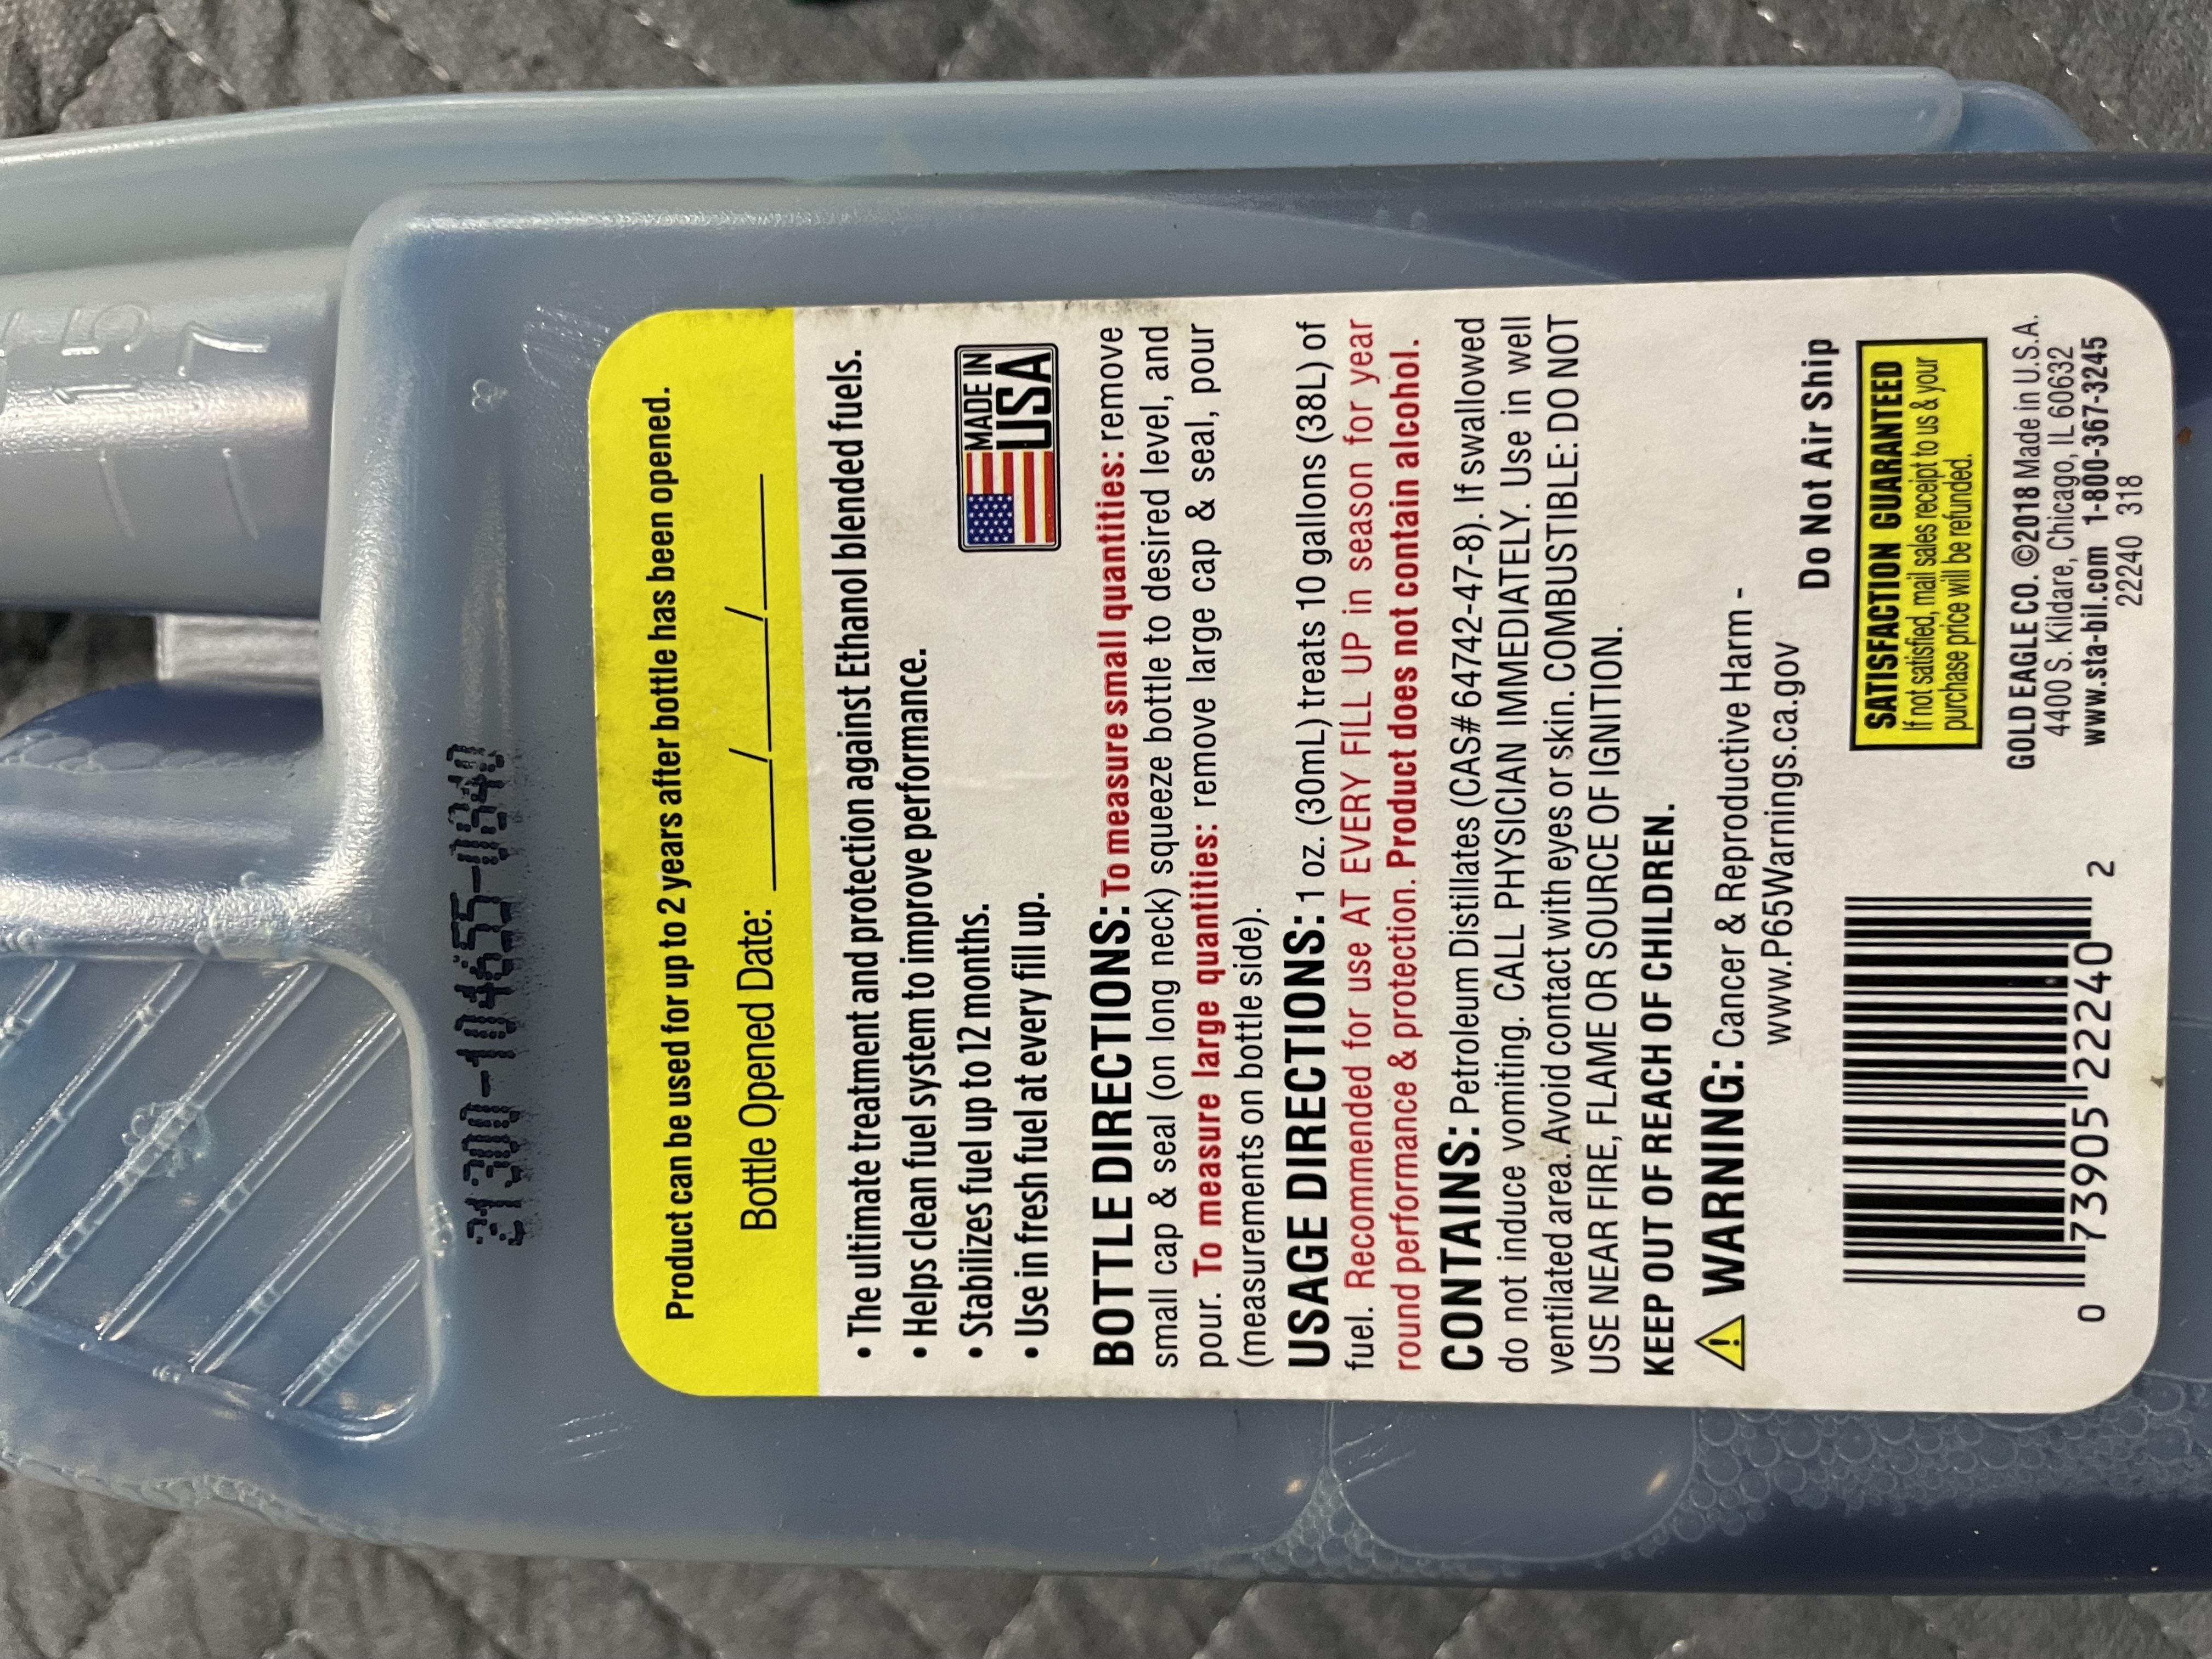 21300-104655-0840
Product can be used for up to 2 years after bottle has been opened.
Bottle Opened Date: ____/____/____
• The ultimate treatment and protection against Ethanol blended fuels.
• Helps clean fuel system to improve performance.
• Stabilizes fuel up to 12 months.
• Use in fresh fuel at every fill up.
MADE IN
USA
BOTTLE DIRECTIONS: To measure small quantities: remove
small cap & seal (on long neck) squeeze bottle to desired level, and
pour. To measure large quantities: remove large cap & seal, pour
(measurements on bottle side).
USAGE DIRECTIONS: 1 oz. (30mL) treats 10 gallons (38L) of
fuel. Recommended for use AT EVERY FILL UP in season for year
round performance & protection. Product does not contain alcohol.
CONTAINS: Petroleum Distillates (CAS# 64742-47-8). If swallowed
do not induce vomiting. CALL PHYSICIAN IMMEDIATELY. Use in well
ventilated area. Avoid contact with eyes or skin. COMBUSTIBLE: DO NOT
USE NEAR FIRE, FLAME OR SOURCE OF IGNITION.
KEEP OUT OF REACH OF CHILDREN.
WARNING: Cancer & Reproductive Harm -
www.P65Warnings.ca.gov
Do Not Air Ship
SATISFACTION GUARANTEED
If not satisfied, mail sales receipt to us & your
purchase price will be refunded.
GOLD EAGLE CO. ©2018 Made in U.S.A.
4400 S. Kildare, Chicago, IL 60632
www.sta-bil.com 1-800-367-3245
22240 318
0 73905 22240 2